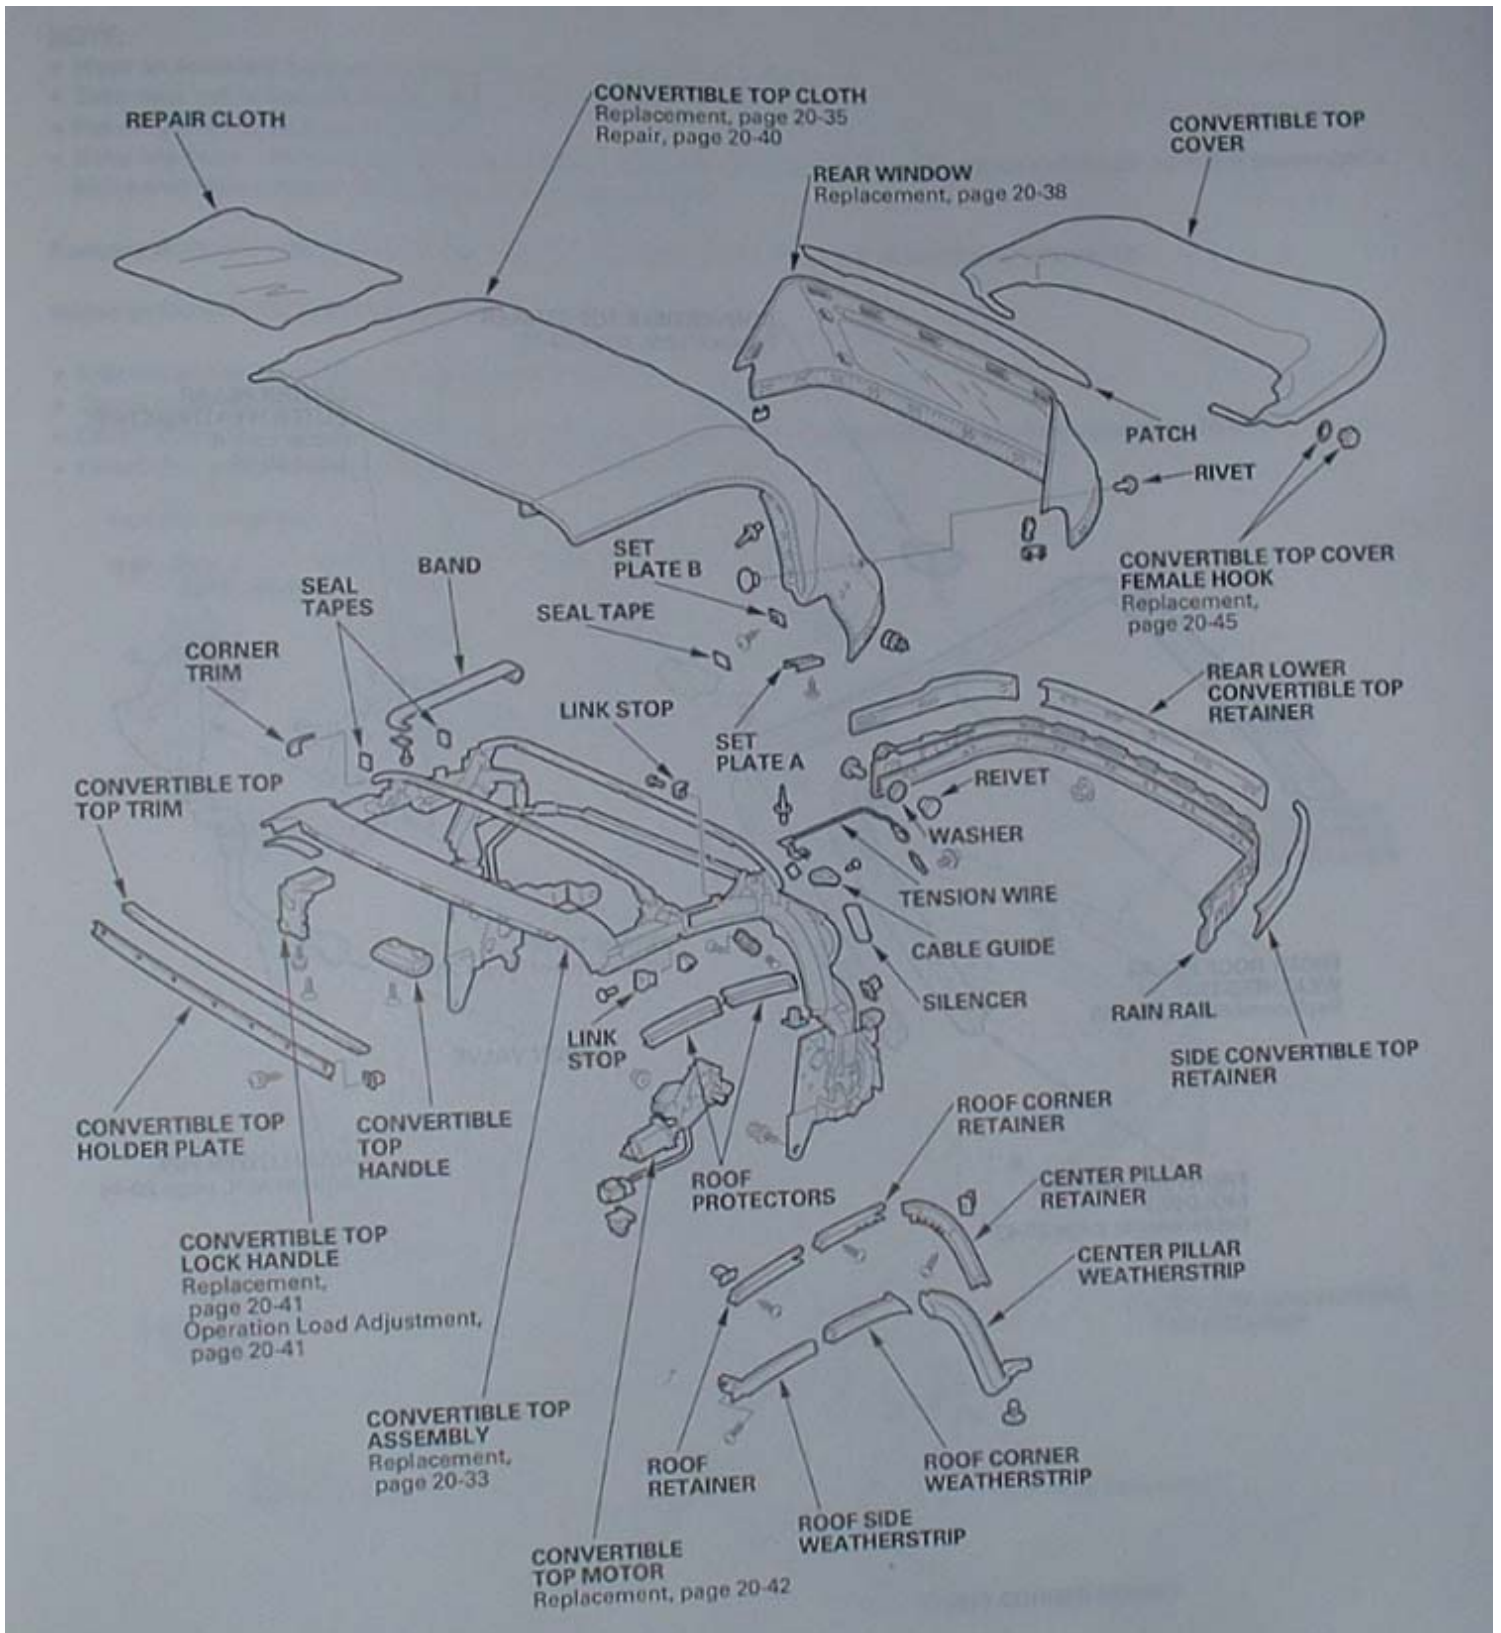 REPAIR CLOTH
CONVERTIBLE TOP CLOTH
Replacement, page 20-35
Repair, page 20-40
CONVERTIBLE TOP
COVER
REAR WINDOW
Replacement, page 20-38
PATCH
RIVET
CONVERTIBLE TOP COVER
FEMALE HOOK
Replacement,
page 20-45
SET
PLATE B
BAND
SEAL
TAPES
SEAL TAPE
CORNER
TRIM
LINK STOP
SET
PLATE A
REAR LOWER
CONVERTIBLE TOP
RETAINER
CONVERTIBLE TOP
TOP TRIM
REIVET
WASHER
TENSION WIRE
CABLE GUIDE
SILENCER
RAIN RAIL
SIDE CONVERTIBLE TOP
RETAINER
LINK
STOP
CONVERTIBLE TOP
HOLDER PLATE
CONVERTIBLE
TOP
HANDLE
ROOF
PROTECTORS
ROOF CORNER
RETAINER
CENTER PILLAR
RETAINER
CENTER PILLAR
WEATHERSTRIP
CONVERTIBLE TOP
LOCK HANDLE
Replacement,
page 20-41
Operation Load Adjustment,
page 20-41
CONVERTIBLE TOP
ASSEMBLY
Replacement,
page 20-33
ROOF
RETAINER
ROOF CORNER
WEATHERSTRIP
ROOF SIDE
WEATHERSTRIP
CONVERTIBLE
TOP MOTOR
Replacement, page 20-42